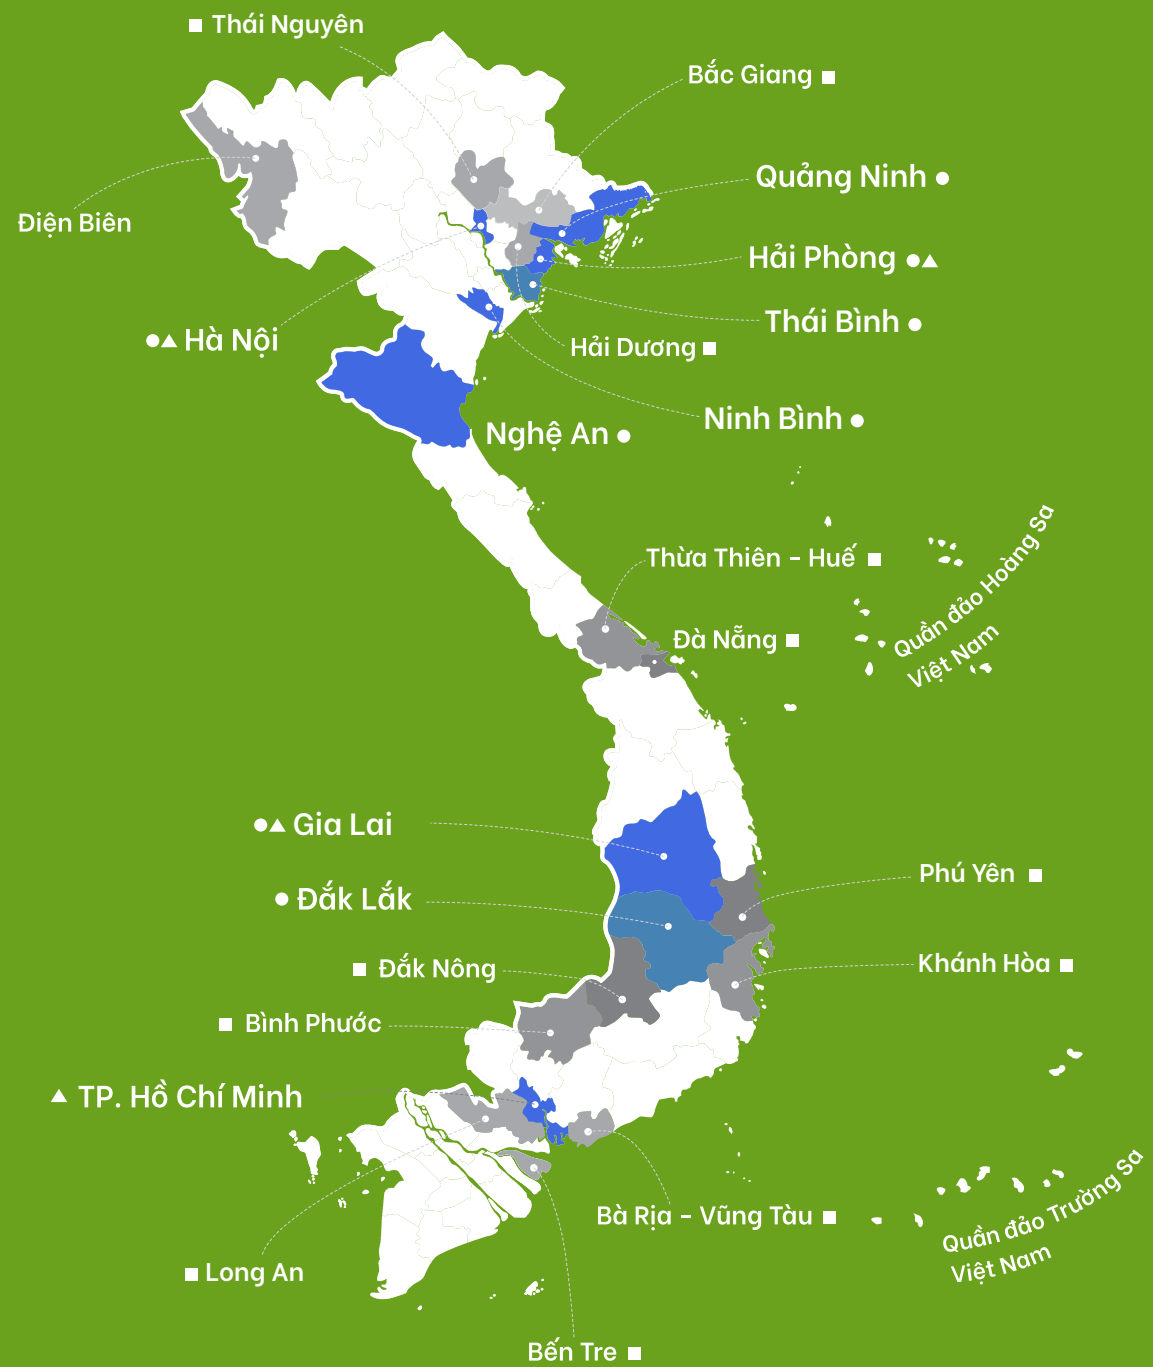 Thái Nguyên
Bắc Giang
Quảng Ninh
Điện Biên
Hải Phòng
Thái Bình
Hà Nội
Hải Dương
Ninh Bình
Nghệ An
Thừa Thiên - Huế
Quần đảo Hoàng Sa
Việt Nam
Đà Nẵng
Gia Lai
Phú Yên
Đắk Lắk
Đắk Nông
Khánh Hòa
Bình Phước
TP. Hồ Chí Minh
Bà Rịa - Vũng Tàu
Quần đảo Trường Sa
Việt Nam
Long An
Bến Tre